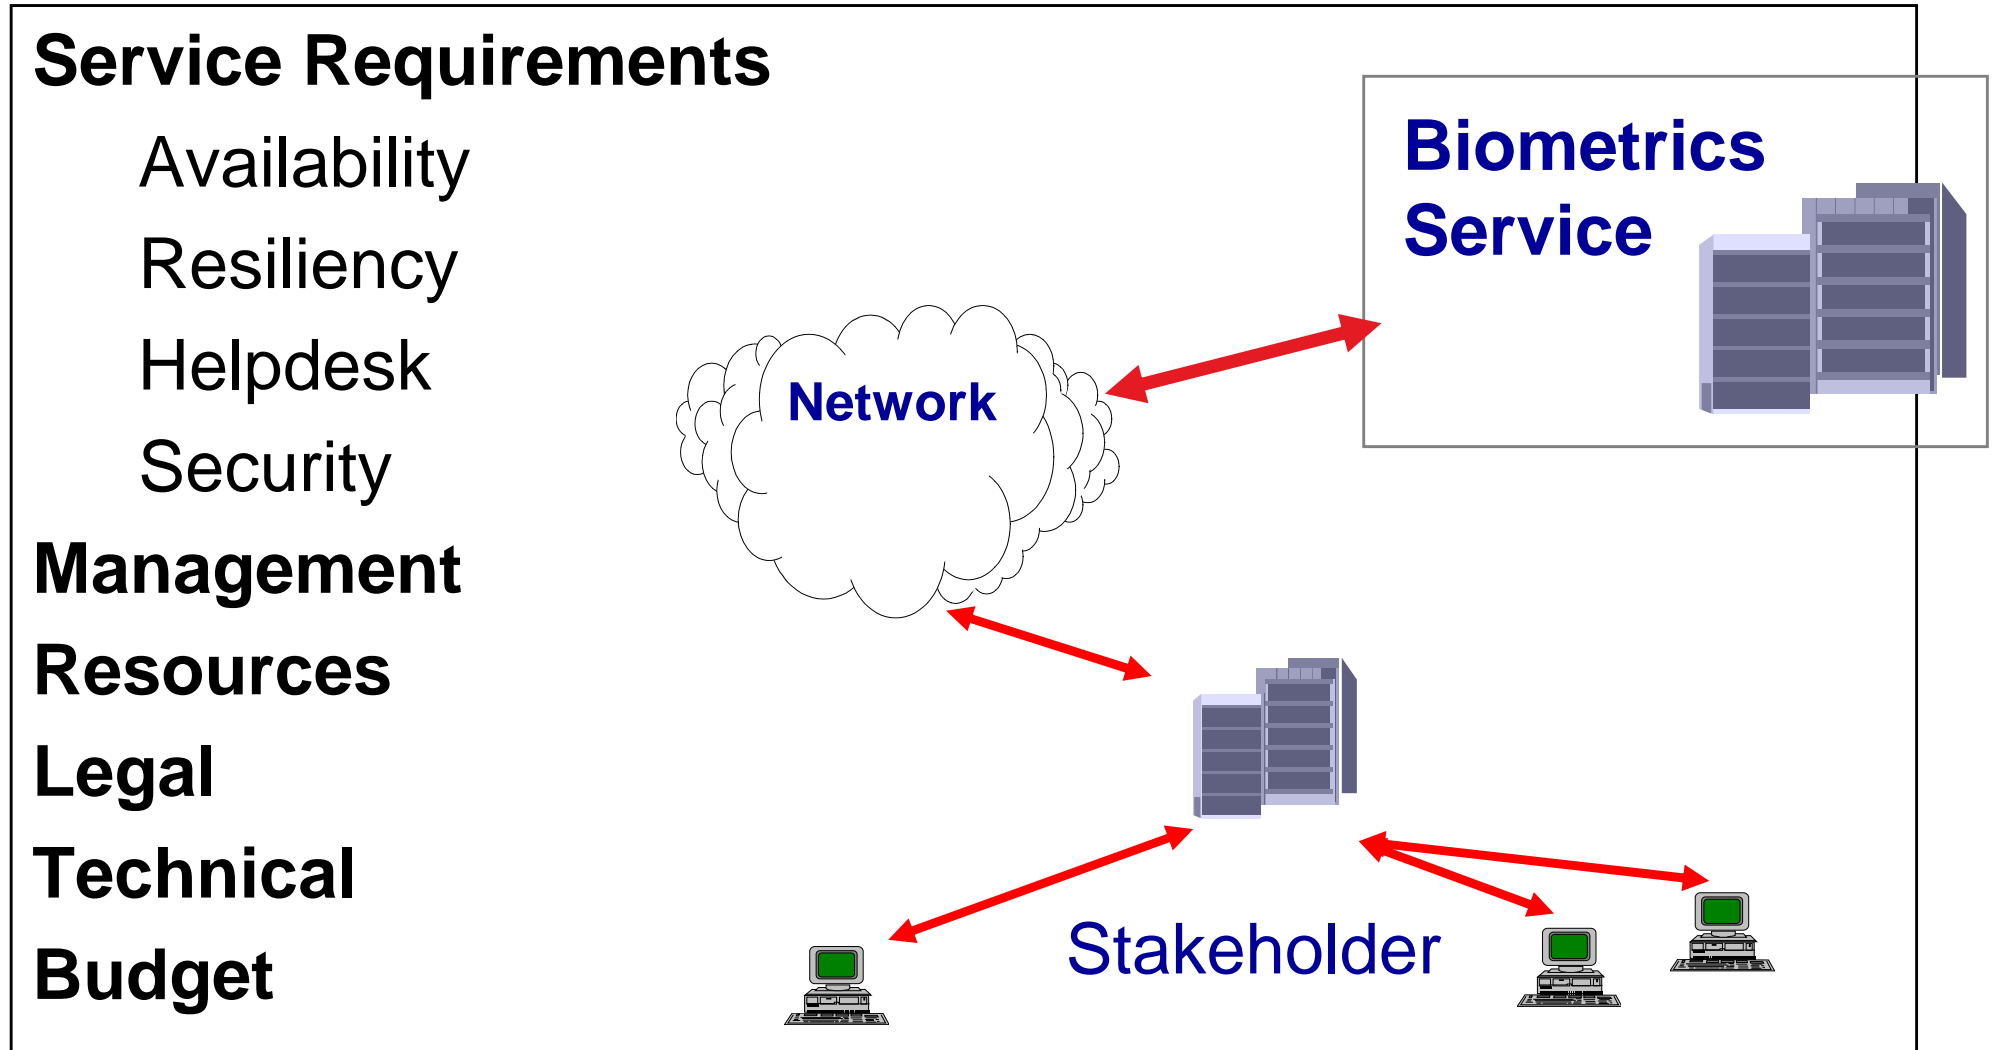 Service Requirements
Availability
Resiliency
Helpdesk
Security
Management
Resources
Legal
Technical
Budget
Biometrics
Service
Network
Stakeholder